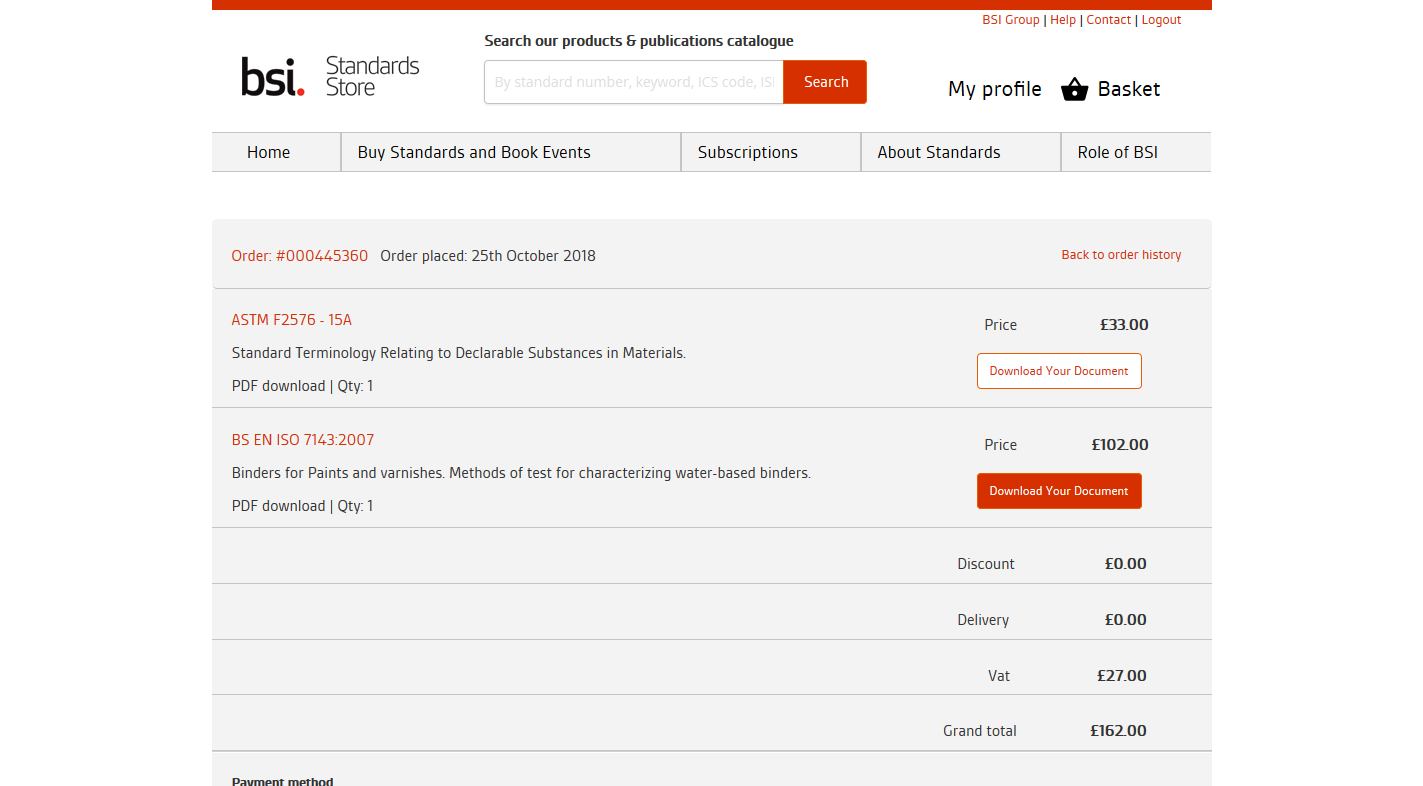 BSI Group | Help | Contact | Logout
Search our products & publications catalogue
bsi. Standards Store
By standard number, keyword, ICS code, ISI
Search
My profile
Basket
Home
Buy Standards and Book Events
Subscriptions
About Standards
Role of BSI
Order: #000445360 Order placed: 25th October 2018
Back to order history
ASTM F2576 - 15A
Price £33.00
Standard Terminology Relating to Declarable Substances in Materials.
Download Your Document
PDF download | Qty: 1
BS EN ISO 7143:2007
Price £102.00
Binders for Paints and varnishes. Methods of test for characterizing water-based binders.
Download Your Document
PDF download | Qty: 1
Discount £0.00
Delivery £0.00
Vat £27.00
Grand total £162.00
Payment method